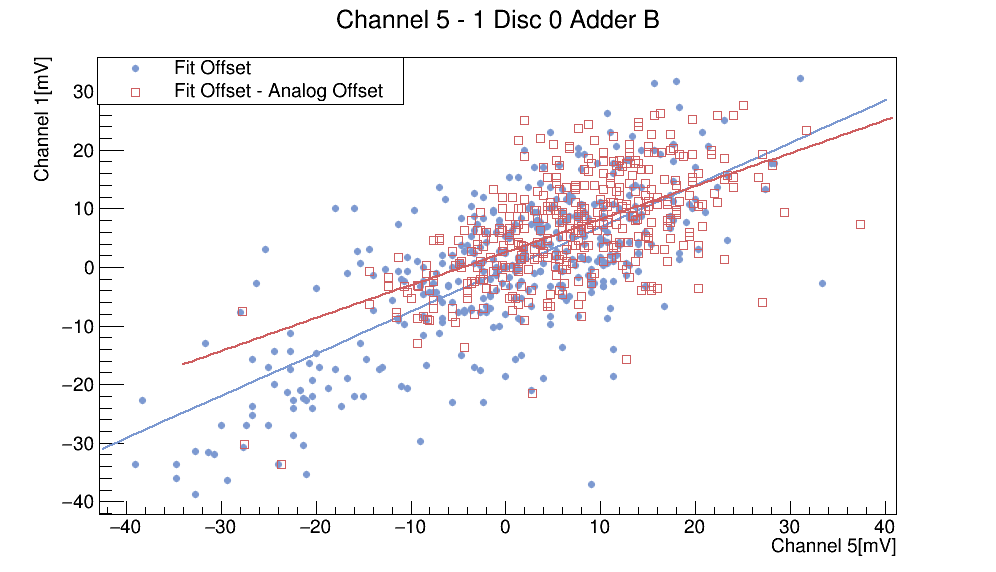 Channel 5 - 1 Disc 0 Adder B
Channel 1[mV]
Fit Offset
Fit Offset - Analog Offset
30
20
10
0
−10
−20
−30
−40
−40 −30 −20 −10 0 10 20 30 40
Channel 5[mV]